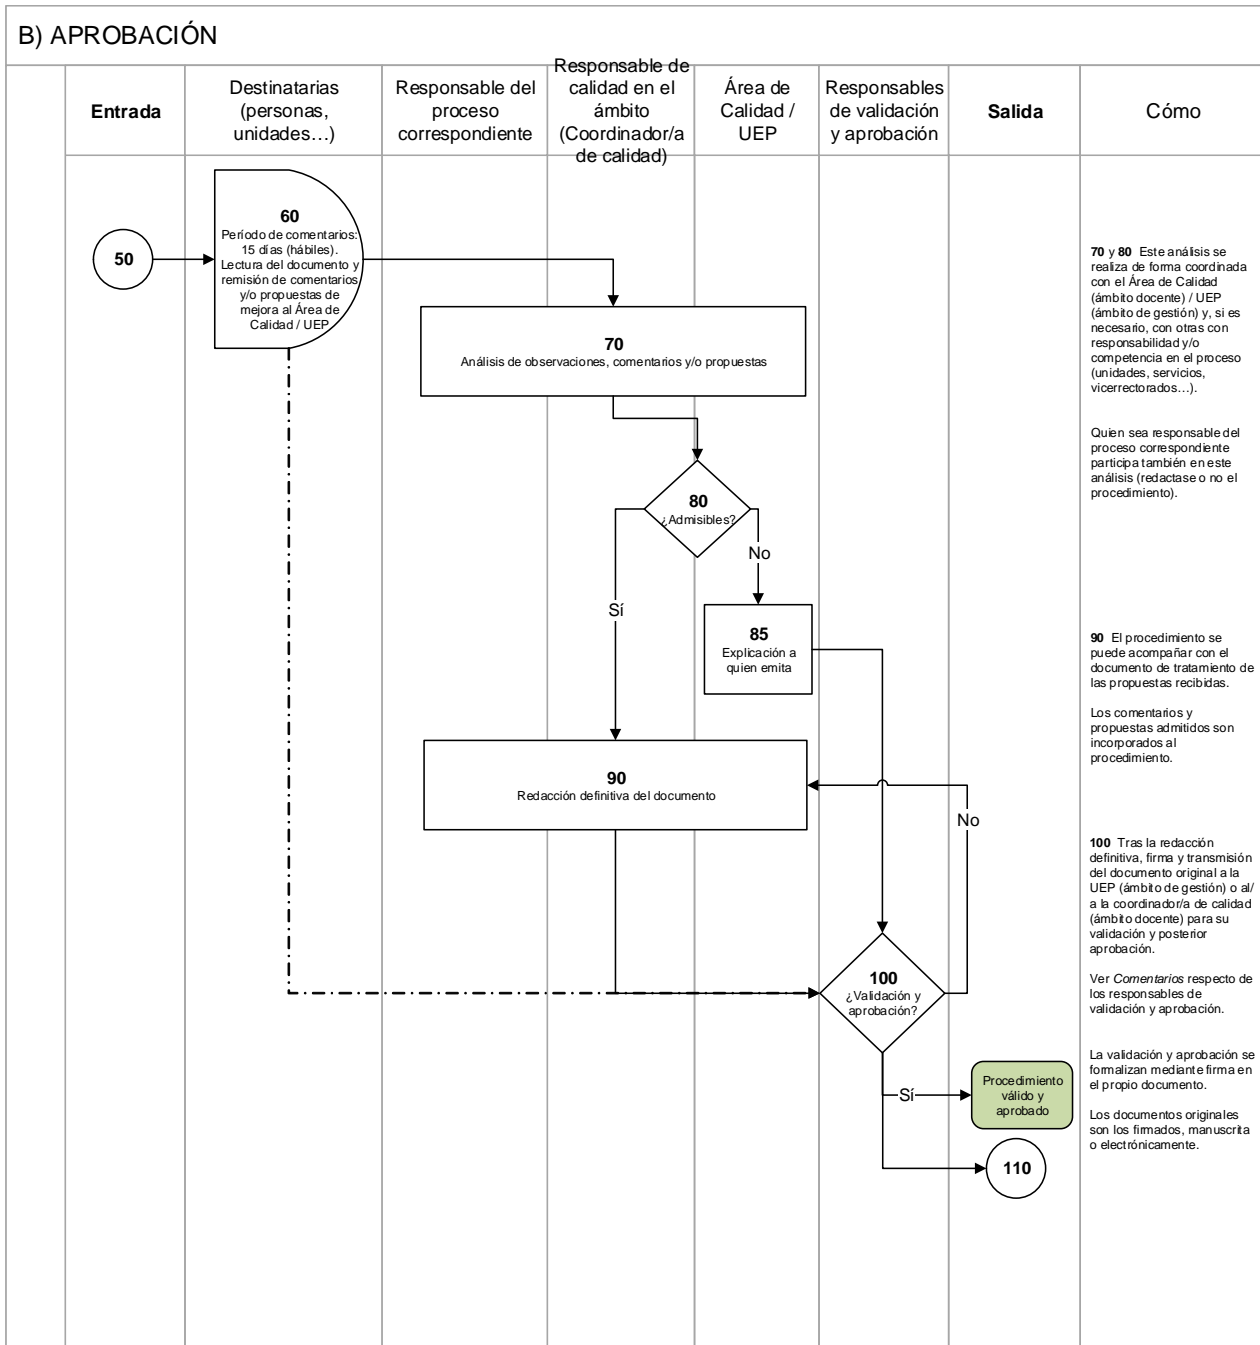 B) APROBACIÓN
Entrada
Destinatarias
(personas,
unidades…)
Responsable del
proceso
correspondiente
Responsable de
calidad en el
ámbito
(Coordinador/a
de calidad)
Área de
Calidad /
UEP
Responsables
de validación
y aprobación
Salida
Cómo
50
60
Período de comentarios:
15 días (hábiles).
Lectura del documento y
remisión de comentarios
y/o propuestas de
mejora al Área de
Calidad / UEP
70
Análisis de observaciones, comentarios y/o propuestas
80
¿Admisibles?
No
Sí
85
Explicación a
quien emita
90
Redacción definitiva del documento
No
100
¿Validación y
aprobación?
Sí
Procedimiento
válido y
aprobado
110
70 y 80 Este análisis se
realiza de forma coordinada
con el Área de Calidad
(ámbito docente) / UEP
(ámbito de gestión) y, si es
necesario, con otras con
responsabilidad y/o
competencia en el proceso
(unidades, servicios,
vicerrectorados…).
Quien sea responsable del
proceso correspondiente
participa también en este
análisis (redactase o no el
procedimiento).
90 El procedimiento se
puede acompañar con el
documento de tratamiento de
las propuestas recibidas.
Los comentarios y
propuestas admitidos son
incorporados al
procedimiento.
100 Tras la redacción
definitiva, firma y transmisión
del documento original a la
UEP (ámbito de gestión) o al/
a la coordinador/a de calidad
(ámbito docente) para su
validación y posterior
aprobación.
Ver Comentarios respecto de
los responsables de
validación y aprobación.
La validación y aprobación se
formalizan mediante firma en
el propio documento.
Los documentos originales
son los firmados, manuscrita
o electrónicamente.